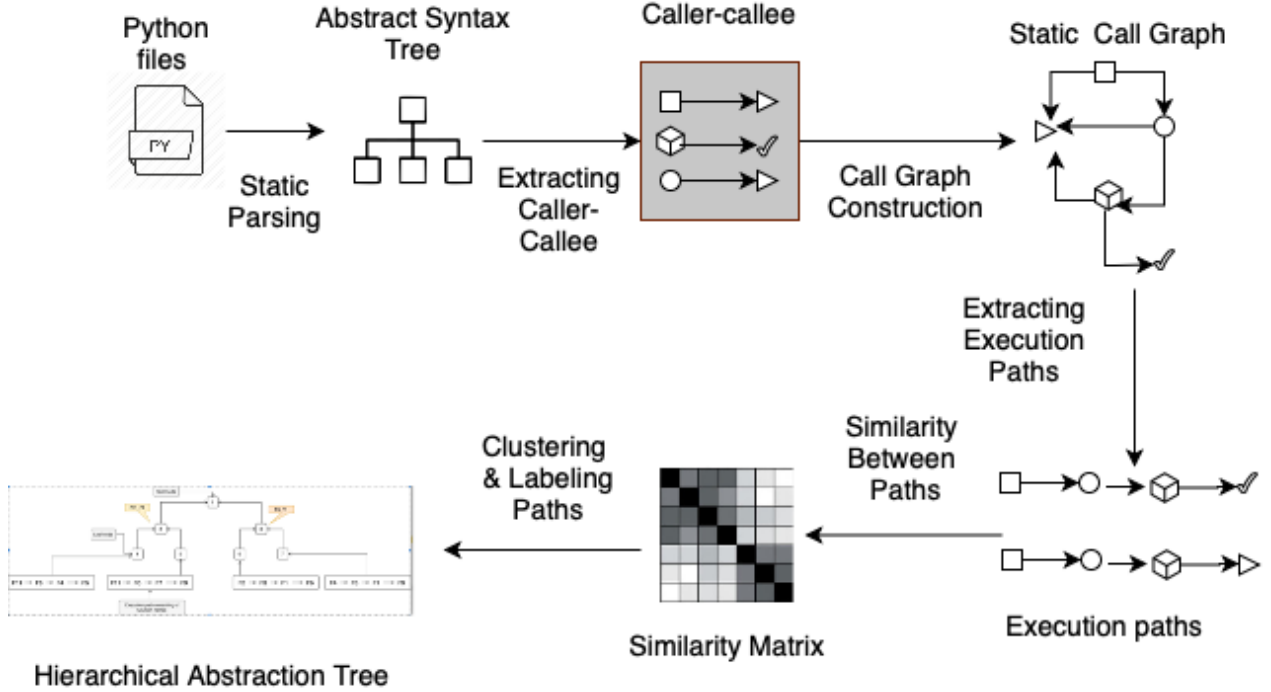 Python
files
PY
Static
Parsing
Abstract Syntax
Tree
Extracting
Caller-
Callee
Caller-callee
Call Graph
Construction
Static Call Graph
Extracting
Execution
Paths
Execution paths
Similarity
Between
Paths
Similarity Matrix
Clustering
& Labeling
Paths
Hierarchical Abstraction Tree